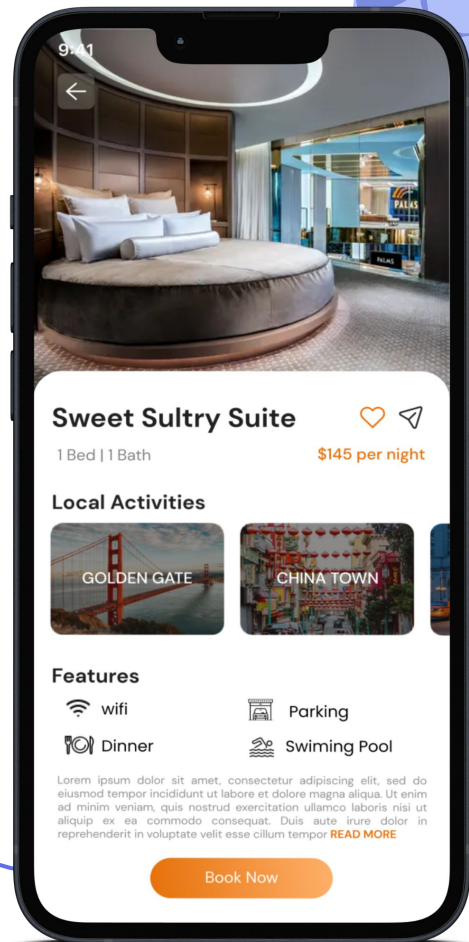 9:41
PALMS
PALMS
Sweet Sultry Suite
1 Bed | 1 Bath
$145 per night
Local Activities
GOLDEN GATE
CHINA TOWN
Features
wifi
Parking
Dinner
Swiming Pool
Lorem ipsum dolor sit amet, consectetur adipiscing elit, sed do
eiusmod tempor incididunt ut labore et dolore magna aliqua. Ut enim
ad minim veniam, quis nostrud exercitation ullamco laboris nisi ut
aliquip ex ea commodo consequat. Duis aute irure dolor in
reprehenderit in voluptate velit esse cillum tempor READ MORE
Book Now